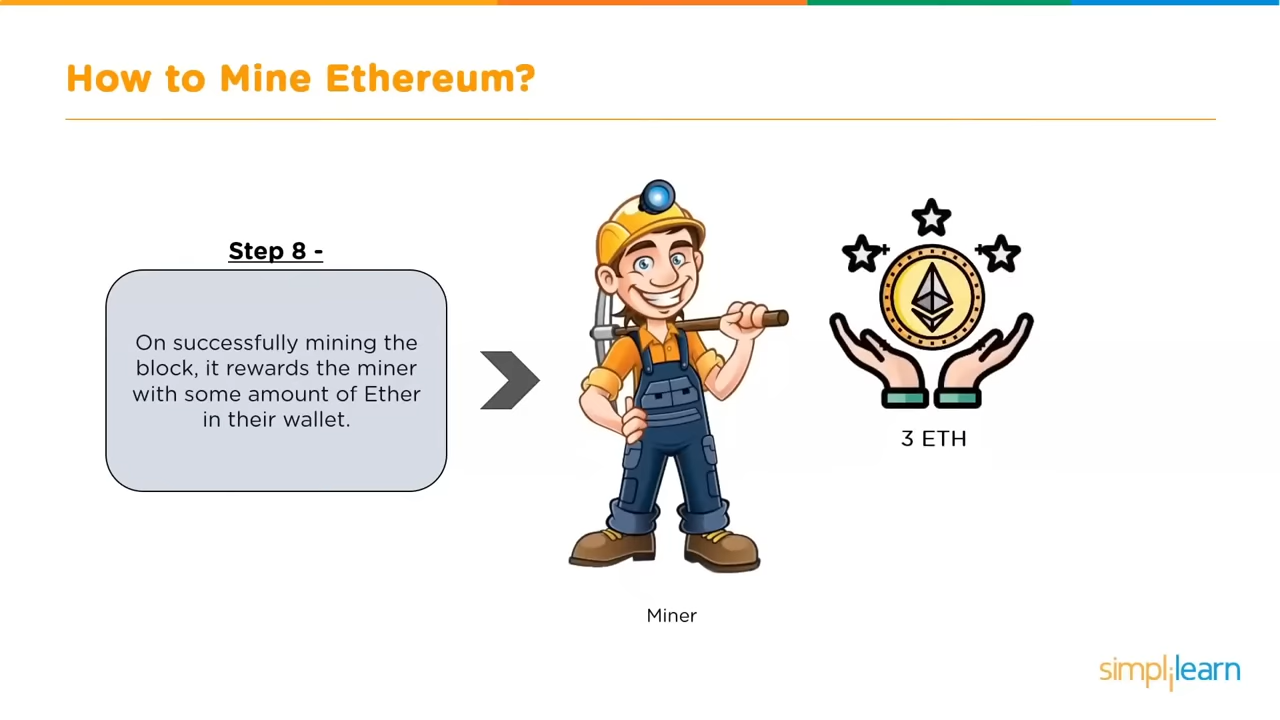 How to Mine Ethereum?
Step 8 -
On successfully mining the
block, it rewards the miner
with some amount of Ether
in their wallet.
3 ETH
Miner
simplilearn